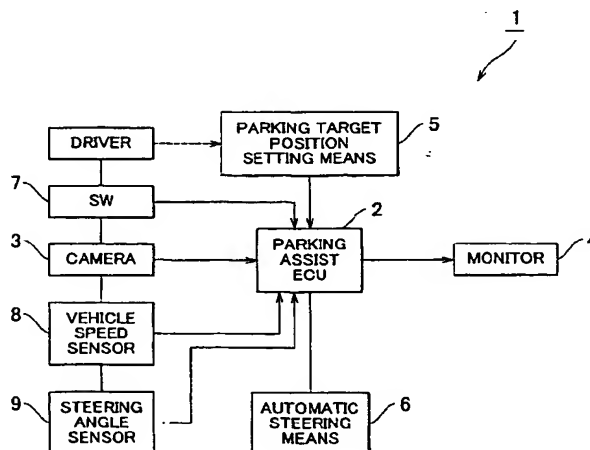 1
DRIVER
PARKING TARGET
POSITION
SETTING MEANS
5
7
SW
2
3
CAMERA
PARKING
ASSIST
ECU
MONITOR
4
8
VEHICLE
SPEED
SENSOR
9
STEERING
ANGLE
SENSOR
6
AUTOMATIC
STEERING
MEANS